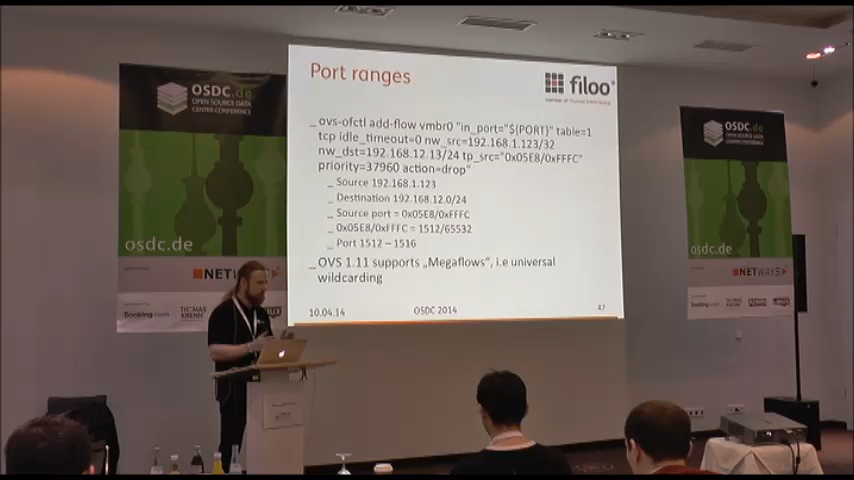 Port ranges
filoo
_ ovs-ofctl add-flow vmbr0 "in_port="${PORT}" table=1
tcp idle_timeout=0 nw_src=192.168.1.123/32
nw_dst=192.168.12.13/24 tp_src="0x05E8/0xFFFC"
priority=37960 action=drop“
_ Source 192.168.1.123
_ Destination 192.168.12.0/24
_ Source port = 0x05E8/0xFFFC
_ 0x05E8/0xFFFC = 1512/65532
_ Port 1512 – 1516
_ OVS 1.11 supports „Megaflows“, i.e universal
wildcarding
10.04.14
OSDC 2014
47
OSDC.de
OPEN SOURCE DATA
CENTER CONFERENCE
osdc.de
NETWAYS
Booking.com
THOMAS
KRENN
OSDC.de
OPEN SOURCE DATA
CENTER CONFERENCE
osdc.de
NETWAYS